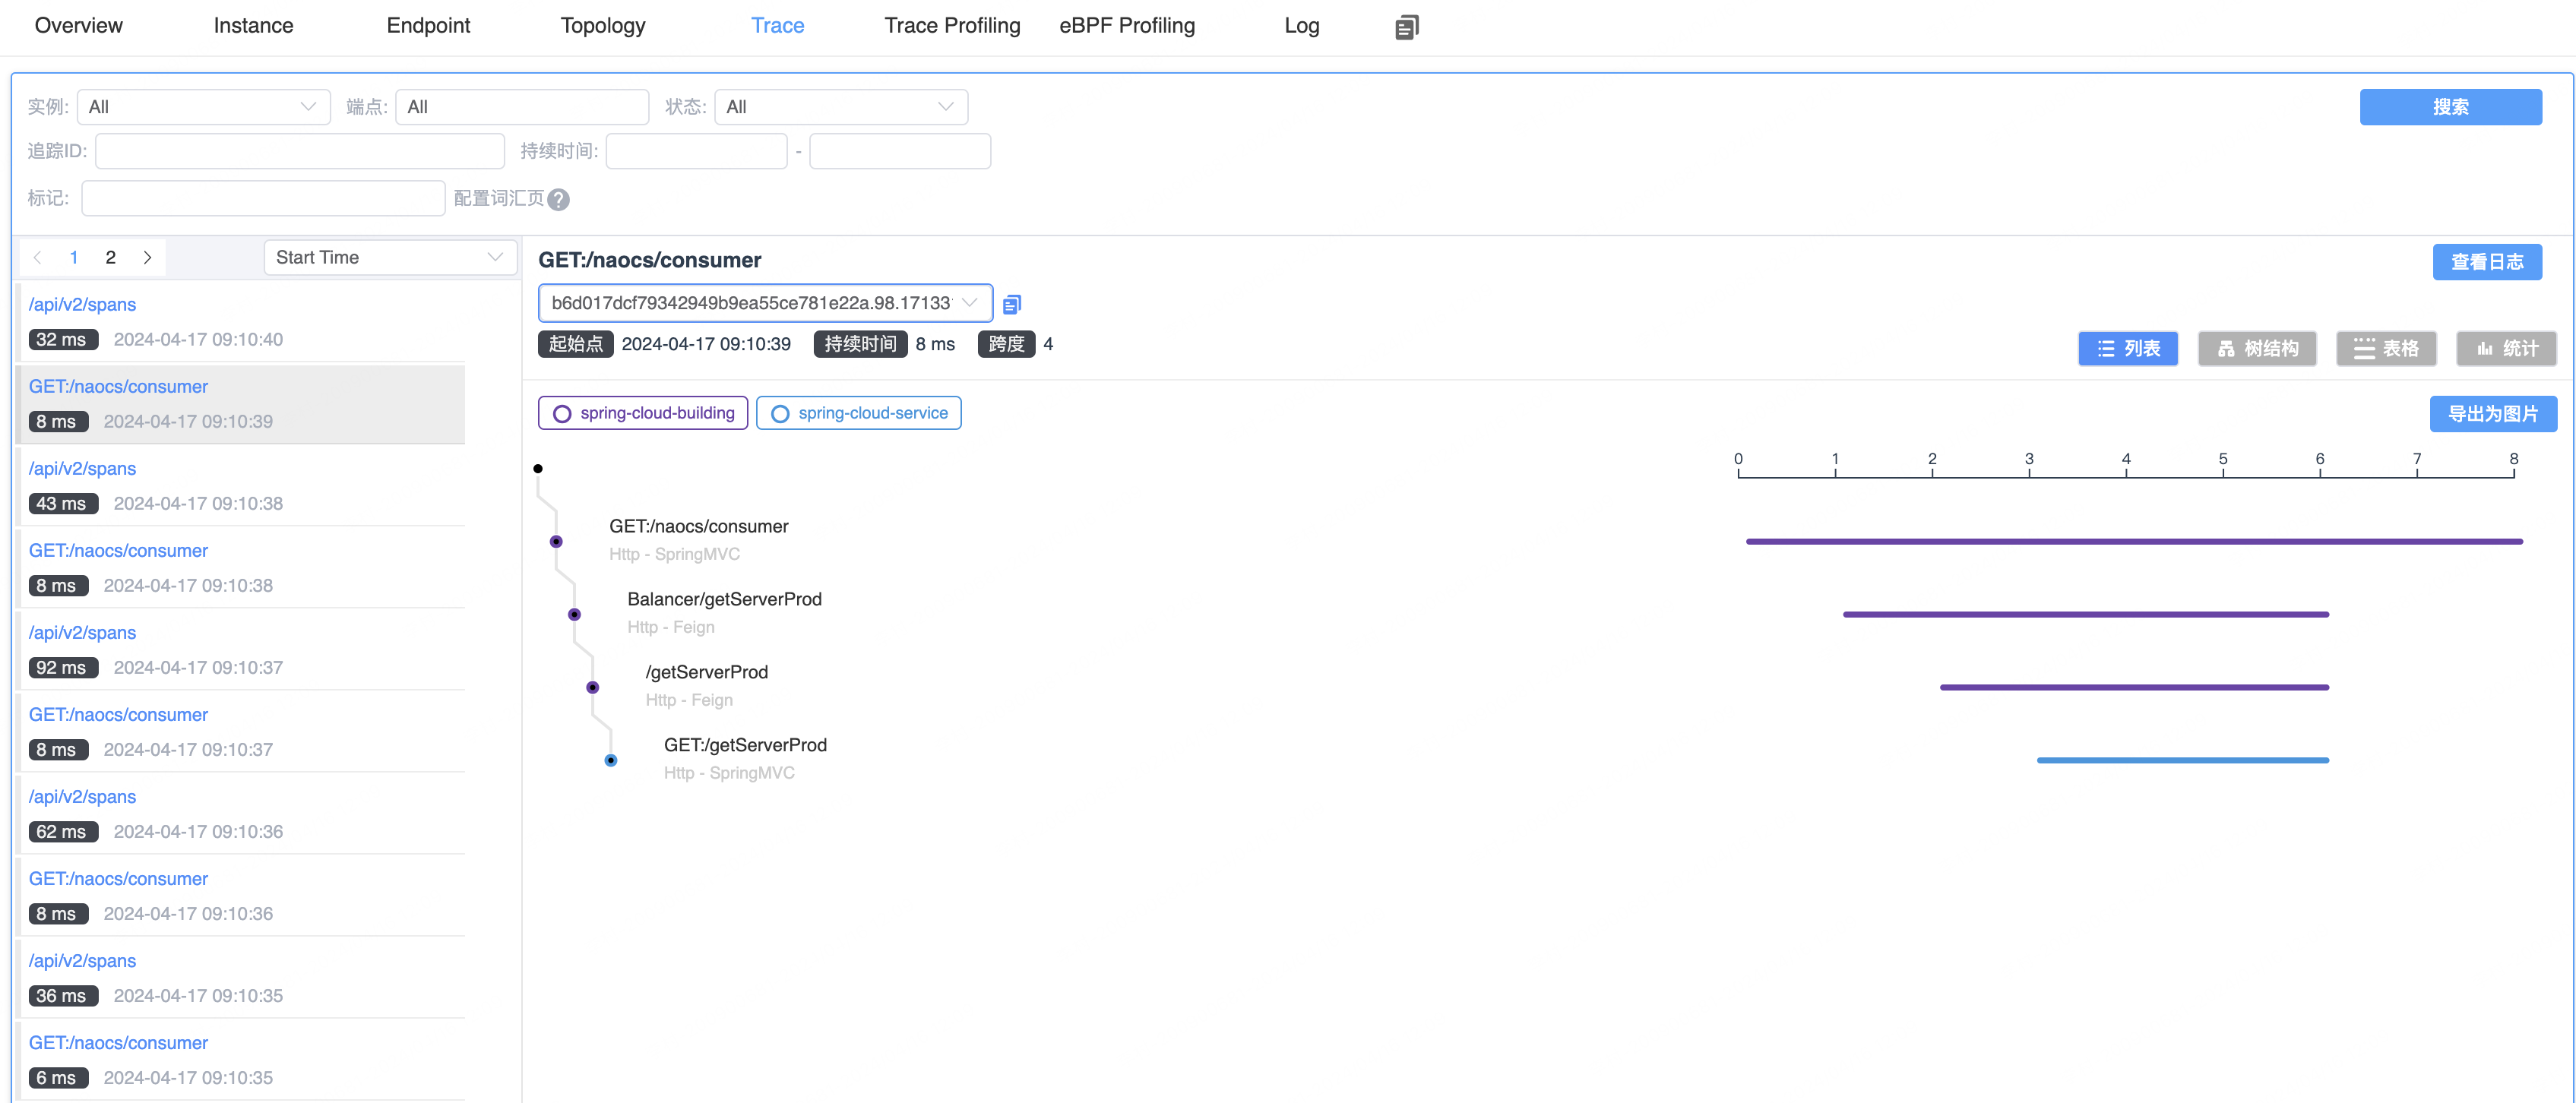 Overview Instance Endpoint Topology Trace Trace Profiling eBPF Profiling Log
实例: All 端点: All 状态: All 搜索
追踪ID: 持续时间: -
标记: 配置词汇页 ?
1 2 Start Time
/api/v2/spans
32 ms 2024-04-17 09:10:40
GET:/naocs/consumer
8 ms 2024-04-17 09:10:39
/api/v2/spans
43 ms 2024-04-17 09:10:38
GET:/naocs/consumer
8 ms 2024-04-17 09:10:38
/api/v2/spans
92 ms 2024-04-17 09:10:37
GET:/naocs/consumer
8 ms 2024-04-17 09:10:37
/api/v2/spans
62 ms 2024-04-17 09:10:36
GET:/naocs/consumer
8 ms 2024-04-17 09:10:36
/api/v2/spans
36 ms 2024-04-17 09:10:35
GET:/naocs/consumer
6 ms 2024-04-17 09:10:35
GET:/naocs/consumer 查看日志
b6d017dcf79342949b9ea55ce781e22a.98.17133
起始点 2024-04-17 09:10:39 持续时间 8 ms 跨度 4
列表 树结构 表格 统计
spring-cloud-building spring-cloud-service 导出为图片
0 1 2 3 4 5 6 7 8
GET:/naocs/consumer
Http - SpringMVC
Balancer/getServerProd
Http - Feign
/getServerProd
Http - Feign
GET:/getServerProd
Http - SpringMVC